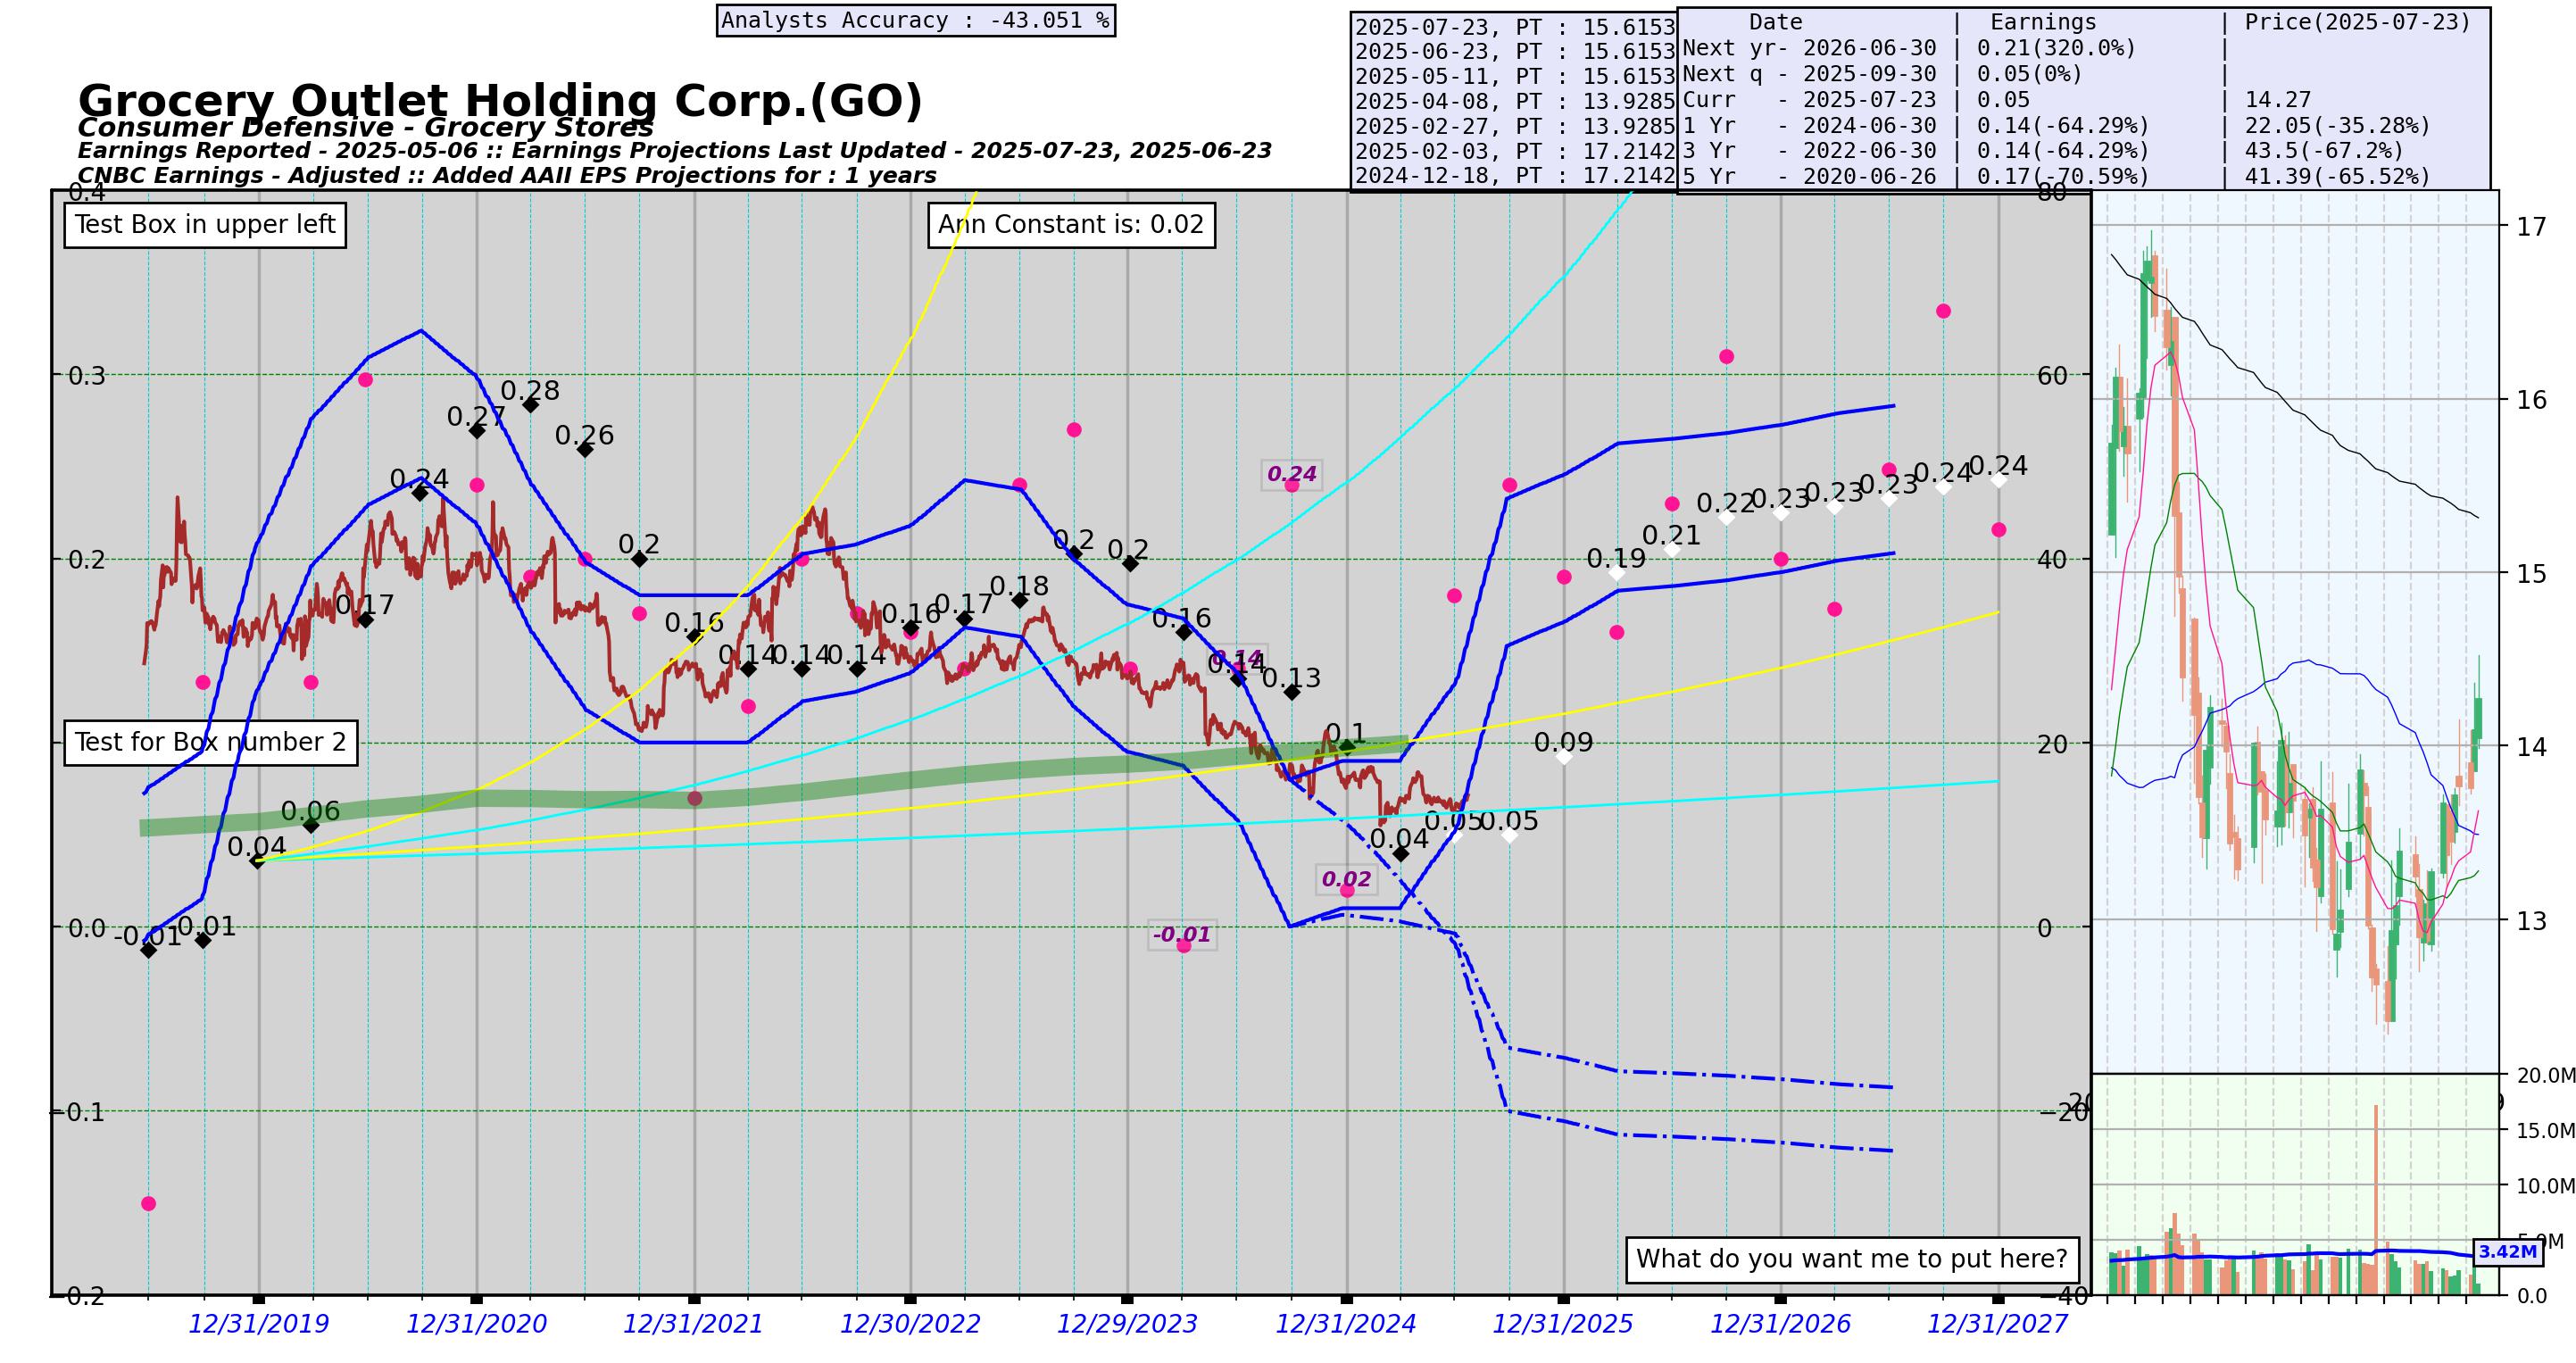 Analysts Accuracy : -43.051 %
Grocery Outlet Holding Corp.(GO)
Consumer Defensive - Grocery Stores
Earnings Reported - 2025-05-06 :: Earnings Projections Last Updated - 2025-07-23, 2025-06-23
CNBC Earnings - Adjusted :: Added AAII EPS Projections for : 1 years
2025-07-23, PT : 15.6153
2025-06-23, PT : 15.6153
2025-05-11, PT : 15.6153
2025-04-08, PT : 13.9285
2025-02-27, PT : 13.9285
2025-02-03, PT : 17.2142
2024-12-18, PT : 17.2142
Date | Earnings | Price(2025-07-23)
Next yr- 2026-06-30 | 0.21(320.0%) |
Next q - 2025-09-30 | 0.05(0%) |
Curr - 2025-07-23 | 0.05 | 14.27
1 Yr - 2024-06-30 | 0.14(-64.29%) | 22.05(-35.28%)
3 Yr - 2022-06-30 | 0.14(-64.29%) | 43.5(-67.2%)
5 Yr - 2020-06-26 | 0.17(-70.59%) | 41.39(-65.52%)
Test Box in upper left
Ann Constant is: 0.02
Test for Box number 2
What do you want me to put here?
0.4
0.3
0.2
0.0
−0.1
−0.2
80
60
40
20
0
−20
−40
-0.01
-0.01
0.04
0.06
0.17
0.24
0.27
0.28
0.26
0.2
0.16
0.14
0.14
0.14
0.16
0.17
0.18
0.2
0.2
0.16
0.14
0.13
0.1
0.04
0.05
0.05
0.09
0.19
0.21
0.22
0.23
0.23
0.23
0.24
0.24
-0.01
0.14
0.24
0.02
12/31/2019
12/31/2020
12/31/2021
12/30/2022
12/29/2023
12/31/2024
12/31/2025
12/31/2026
12/31/2027
17
16
15
14
13
20.0M
15.0M
10.0M
3.42M
0.0